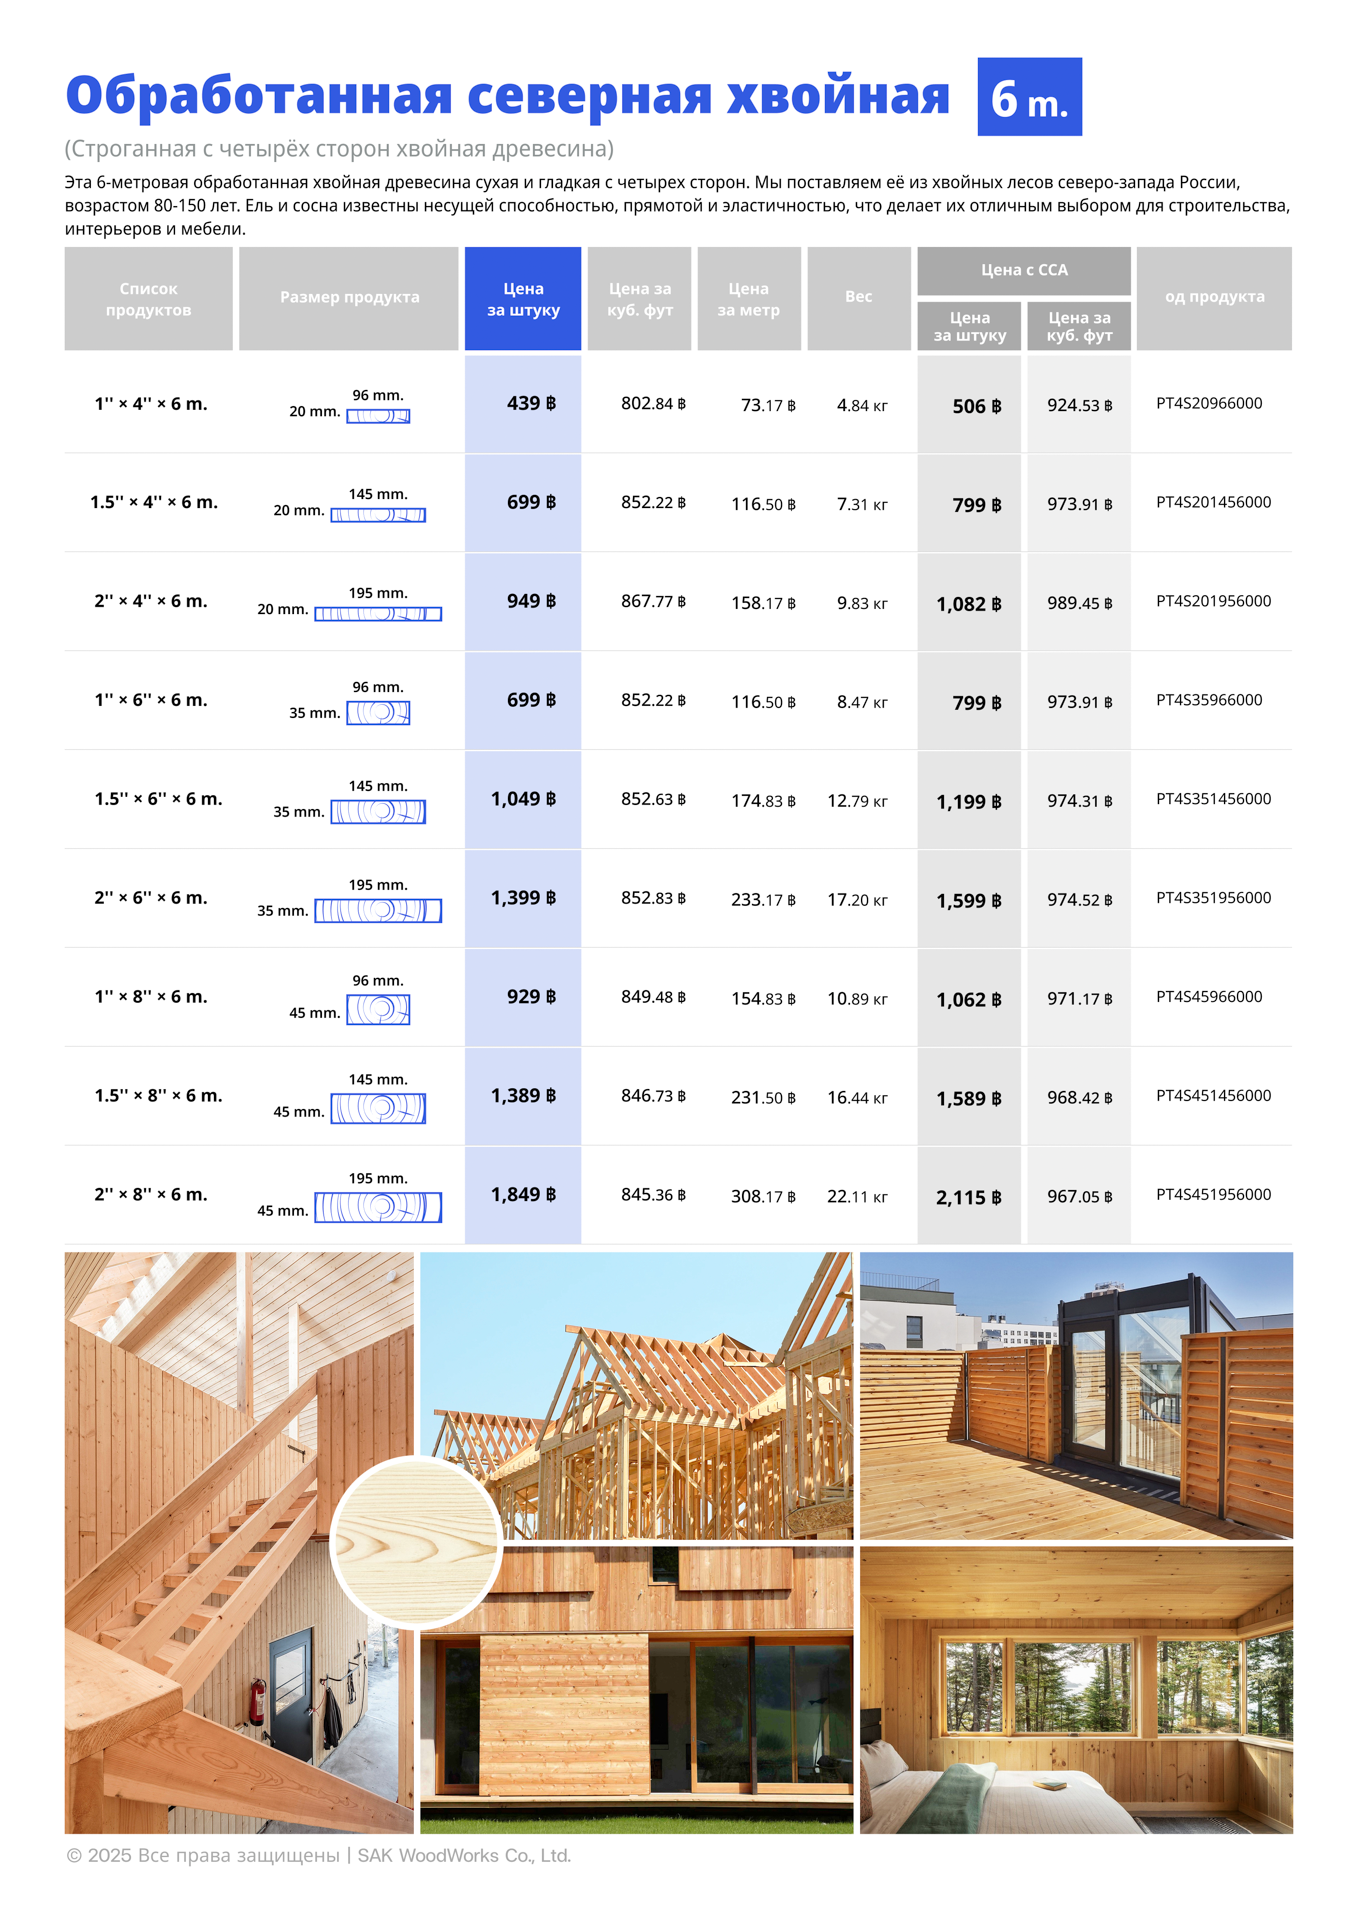 Обработанная северная хвойная 6 m.
(Строганная с четырёх сторон хвойная древесина)
Эта 6-метровая обработанная хвойная древесина сухая и гладкая с четырех сторон. Мы поставляем её из хвойных лесов северо-запада России,
возрастом 80-150 лет. Ель и сосна известны несущей способностью, прямотой и эластичностью, что делает их отличным выбором для строительства,
интерьеров и мебели.
Список
продуктов
Размер продукта
Цена
за штуку
Цена за
куб. фут
Цена
за метр
Вес
Цена с CCA
Цена
за штуку
Цена за
куб. фут
од продукта
96 mm.
1'' × 4'' × 6 m. 20 mm. 439 ฿ 802.84 ฿ 73.17 ฿ 4.84 кг 506 ฿ 924.53 ฿ PT4S20966000
145 mm.
1.5'' × 4'' × 6 m. 20 mm. 699 ฿ 852.22 ฿ 116.50 ฿ 7.31 кг 799 ฿ 973.91 ฿ PT4S201456000
195 mm.
2'' × 4'' × 6 m. 20 mm. 949 ฿ 867.77 ฿ 158.17 ฿ 9.83 кг 1,082 ฿ 989.45 ฿ PT4S201956000
96 mm.
1'' × 6'' × 6 m. 35 mm. 699 ฿ 852.22 ฿ 116.50 ฿ 8.47 кг 799 ฿ 973.91 ฿ PT4S35966000
145 mm.
1.5'' × 6'' × 6 m. 35 mm. 1,049 ฿ 852.63 ฿ 174.83 ฿ 12.79 кг 1,199 ฿ 974.31 ฿ PT4S351456000
195 mm.
2'' × 6'' × 6 m. 35 mm. 1,399 ฿ 852.83 ฿ 233.17 ฿ 17.20 кг 1,599 ฿ 974.52 ฿ PT4S351956000
96 mm.
1'' × 8'' × 6 m. 45 mm. 929 ฿ 849.48 ฿ 154.83 ฿ 10.89 кг 1,062 ฿ 971.17 ฿ PT4S45966000
145 mm.
1.5'' × 8'' × 6 m. 45 mm. 1,389 ฿ 846.73 ฿ 231.50 ฿ 16.44 кг 1,589 ฿ 968.42 ฿ PT4S451456000
195 mm.
2'' × 8'' × 6 m. 45 mm. 1,849 ฿ 845.36 ฿ 308.17 ฿ 22.11 кг 2,115 ฿ 967.05 ฿ PT4S451956000
© 2025 Все права защищены | SAK WoodWorks Co., Ltd.